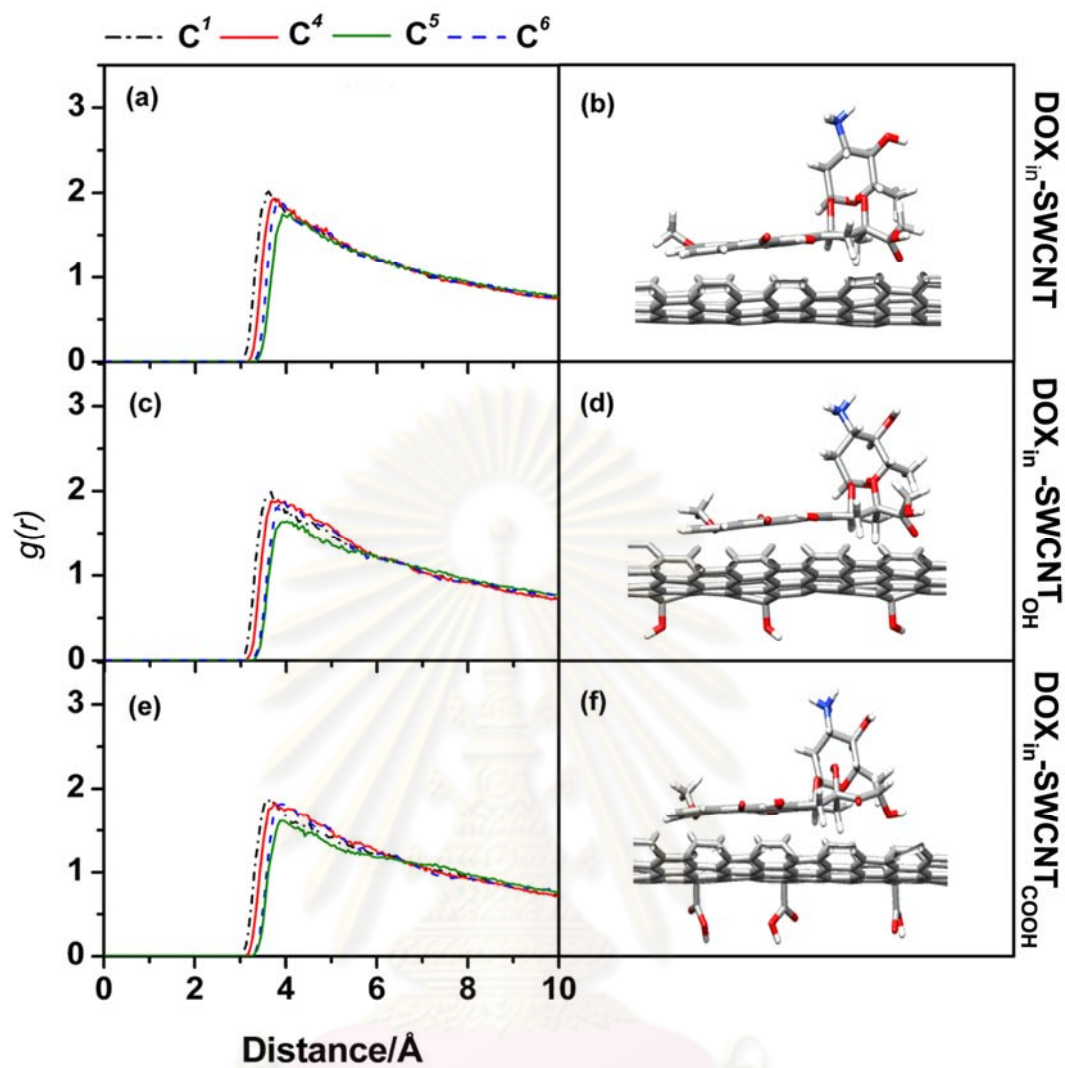 C¹ C⁴ C⁵ C⁶
(a)
3
2
1
0
(b)
DOXin-SWCNT
(c)
3
2
1
0
(d)
DOXin -SWCNTOH
g(r)
(e)
3
2
1
0
(f)
DOXin-SWCNTCOOH
0 2 4 6 8 10
Distance/Å